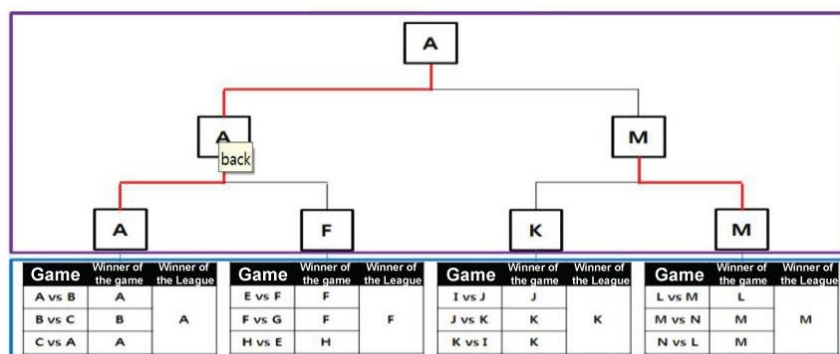 A
A
M
back
A
F
K
M
Game Winner of the game Winner of the League
A vs B A
B vs C B A
C vs A A
Game Winner of the game Winner of the League
E vs F F
F vs G F F
H vs E H
Game Winner of the game Winner of the League
I vs J J
J vs K K K
K vs I K
Game Winner of the game Winner of the League
L vs M L
M vs N M M
N vs L M